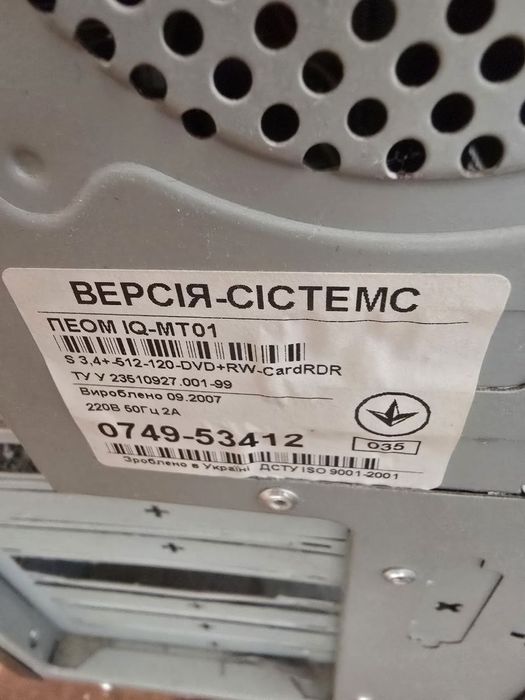 ВЕРСІЯ-СІСТЕМС
ПЕОМ IQ-MT01
S 3,4+-512-120-DVD+RW-CardRDR
ТУ У 23510927.001-99
Вироблено 09.2007
220В 50Гц 2А
0749-53412
035
Зроблено в Україні ДСТУ ISO 9001-2001